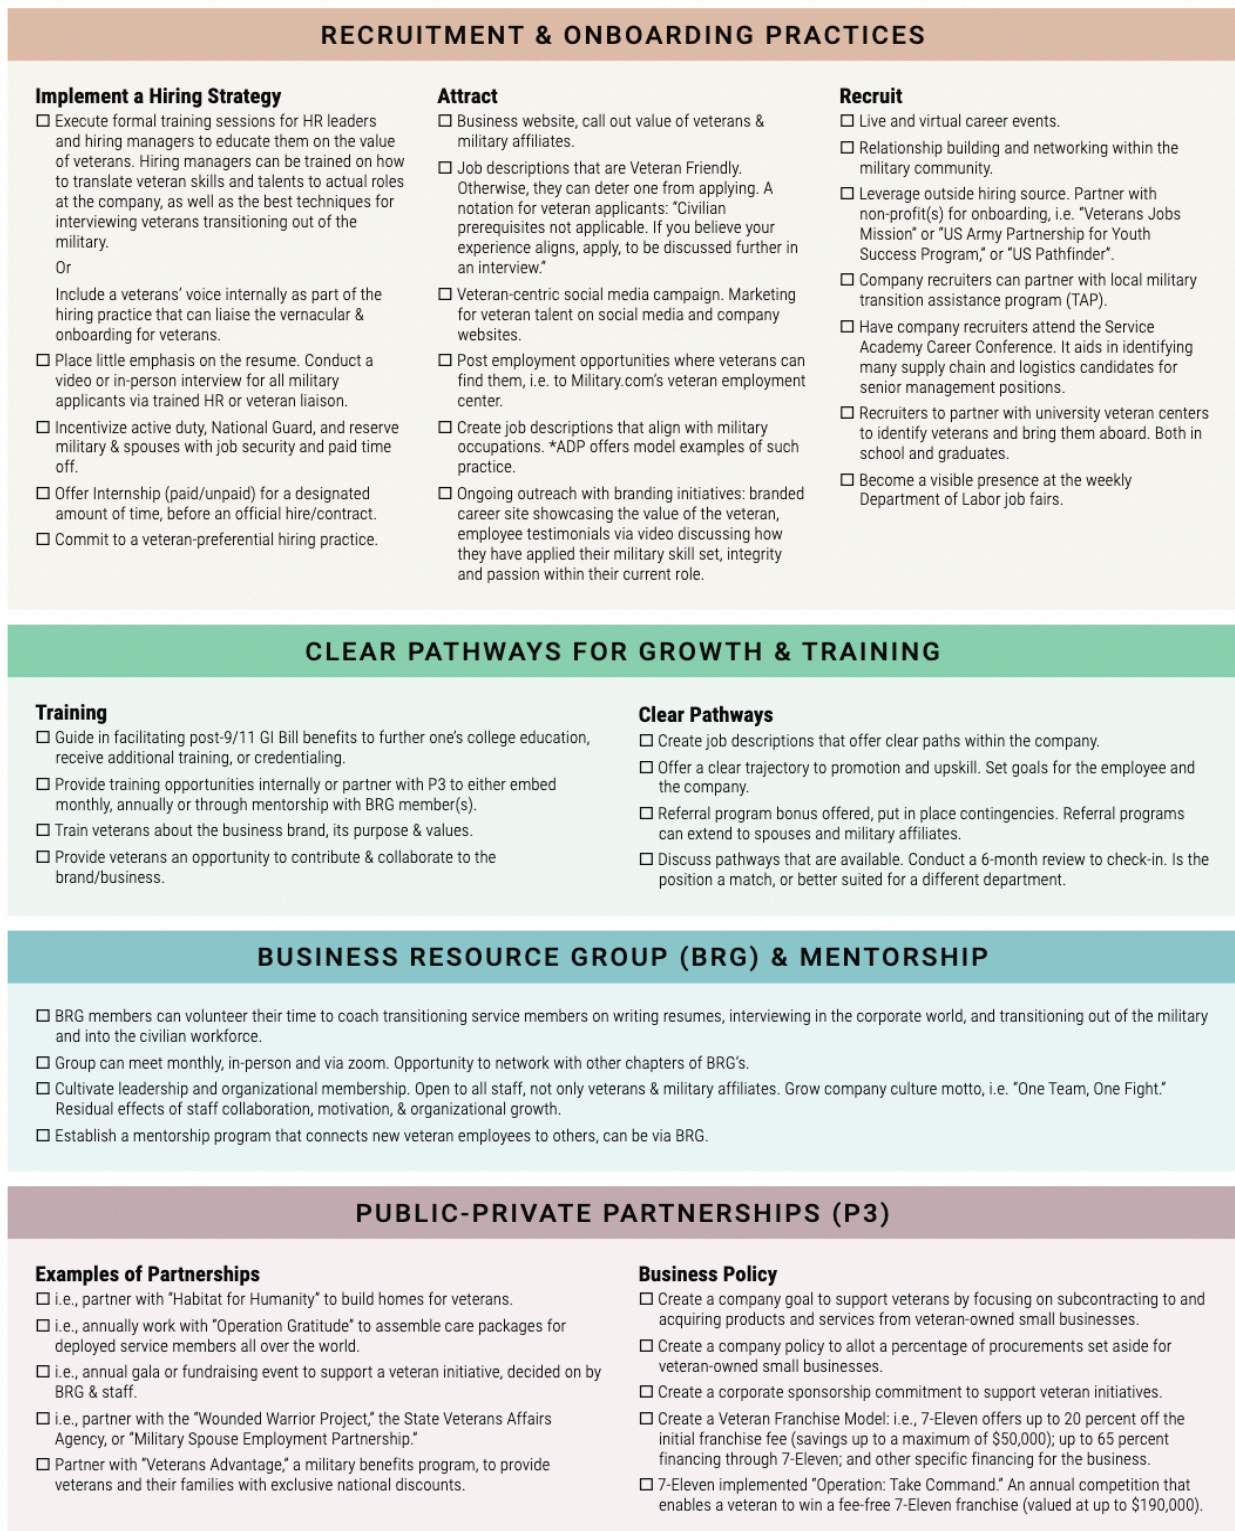 RECRUITMENT & ONBOARDING PRACTICES
Implement a Hiring Strategy
☐ Execute formal training sessions for HR leaders
and hiring managers to educate them on the value
of veterans. Hiring managers can be trained on how
to translate veteran skills and talents to actual roles
at the company, as well as the best techniques for
interviewing veterans transitioning out of the
military.
Or
Include a veterans' voice internally as part of the
hiring practice that can liaise the vernacular &
onboarding for veterans.
☐ Place little emphasis on the resume. Conduct a
video or in-person interview for all military
applicants via trained HR or veteran liaison.
☐ Incentivize active duty, National Guard, and reserve
military & spouses with job security and paid time
off.
☐ Offer Internship (paid/unpaid) for a designated
amount of time, before an official hire/contract.
☐ Commit to a veteran-preferential hiring practice.
Attract
☐ Business website, call out value of veterans &
military affiliates.
☐ Job descriptions that are Veteran Friendly.
Otherwise, they can deter one from applying. A
notation for veteran applicants: "Civilian
prerequisites not applicable. If you believe your
experience aligns, apply, to be discussed further in
an interview."
☐ Veteran-centric social media campaign. Marketing
for veteran talent on social media and company
websites.
☐ Post employment opportunities where veterans can
find them, i.e. to Military.com's veteran employment
center.
☐ Create job descriptions that align with military
occupations. *ADP offers model examples of such
practice.
☐ Ongoing outreach with branding initiatives: branded
career site showcasing the value of the veteran,
employee testimonials via video discussing how
they have applied their military skill set, integrity
and passion within their current role.
Recruit
☐ Live and virtual career events.
☐ Relationship building and networking within the
military community.
☐ Leverage outside hiring source. Partner with
non-profit(s) for onboarding, i.e. "Veterans Jobs
Mission" or "US Army Partnership for Youth
Success Program," or "US Pathfinder".
☐ Company recruiters can partner with local military
transition assistance program (TAP).
☐ Have company recruiters attend the Service
Academy Career Conference. It aids in identifying
many supply chain and logistics candidates for
senior management positions.
☐ Recruiters to partner with university veteran centers
to identify veterans and bring them aboard. Both in
school and graduates.
☐ Become a visible presence at the weekly
Department of Labor job fairs.
CLEAR PATHWAYS FOR GROWTH & TRAINING
Training
☐ Guide in facilitating post-9/11 GI Bill benefits to further one's college education,
receive additional training, or credentialing.
☐ Provide training opportunities internally or partner with P3 to either embed
monthly, annually or through mentorship with BRG member(s).
☐ Train veterans about the business brand, its purpose & values.
☐ Provide veterans an opportunity to contribute & collaborate to the
brand/business.
Clear Pathways
☐ Create job descriptions that offer clear paths within the company.
☐ Offer a clear trajectory to promotion and upskill. Set goals for the employee and
the company.
☐ Referral program bonus offered, put in place contingencies. Referral programs
can extend to spouses and military affiliates.
☐ Discuss pathways that are available. Conduct a 6-month review to check-in. Is the
position a match, or better suited for a different department.
BUSINESS RESOURCE GROUP (BRG) & MENTORSHIP
☐ BRG members can volunteer their time to coach transitioning service members on writing resumes, interviewing in the corporate world, and transitioning out of the military
and into the civilian workforce.
☐ Group can meet monthly, in-person and via zoom. Opportunity to network with other chapters of BRG's.
☐ Cultivate leadership and organizational membership. Open to all staff, not only veterans & military affiliates. Grow company culture motto, i.e. "One Team, One Fight."
Residual effects of staff collaboration, motivation, & organizational growth.
☐ Establish a mentorship program that connects new veteran employees to others, can be via BRG.
PUBLIC-PRIVATE PARTNERSHIPS (P3)
Examples of Partnerships
☐ i.e., partner with "Habitat for Humanity" to build homes for veterans.
☐ i.e., annually work with "Operation Gratitude" to assemble care packages for
deployed service members all over the world.
☐ i.e., annual gala or fundraising event to support a veteran initiative, decided on by
BRG & staff.
☐ i.e., partner with the "Wounded Warrior Project," the State Veterans Affairs
Agency, or "Military Spouse Employment Partnership."
☐ Partner with "Veterans Advantage," a military benefits program, to provide
veterans and their families with exclusive national discounts.
Business Policy
☐ Create a company goal to support veterans by focusing on subcontracting to and
acquiring products and services from veteran-owned small businesses.
☐ Create a company policy to allot a percentage of procurements set aside for
veteran-owned small businesses.
☐ Create a corporate sponsorship commitment to support veteran initiatives.
☐ Create a Veteran Franchise Model: i.e., 7-Eleven offers up to 20 percent off the
initial franchise fee (savings up to a maximum of $50,000); up to 65 percent
financing through 7-Eleven; and other specific financing for the business.
☐ 7-Eleven implemented "Operation: Take Command." An annual competition that
enables a veteran to win a fee-free 7-Eleven franchise (valued at up to $190,000).